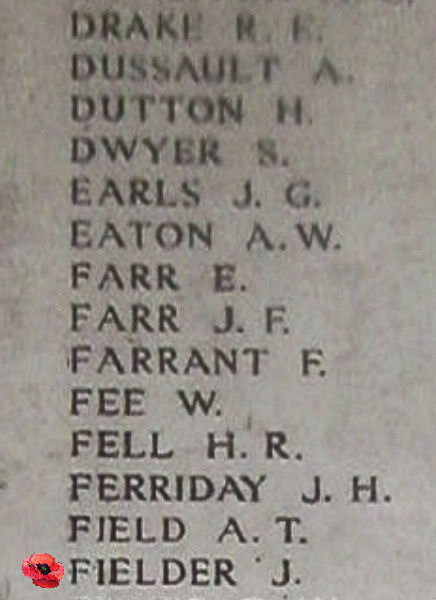 DRAKE R. F.
DUSSAULT A.
DUTTON H.
DWYER S.
EARLS J. G.
EATON A. W.
FARR E.
FARR J. F.
FARRANT F.
FEE W.
FELL H. R.
FERRIDAY J. H.
FIELD A. T.
FIELDER J.